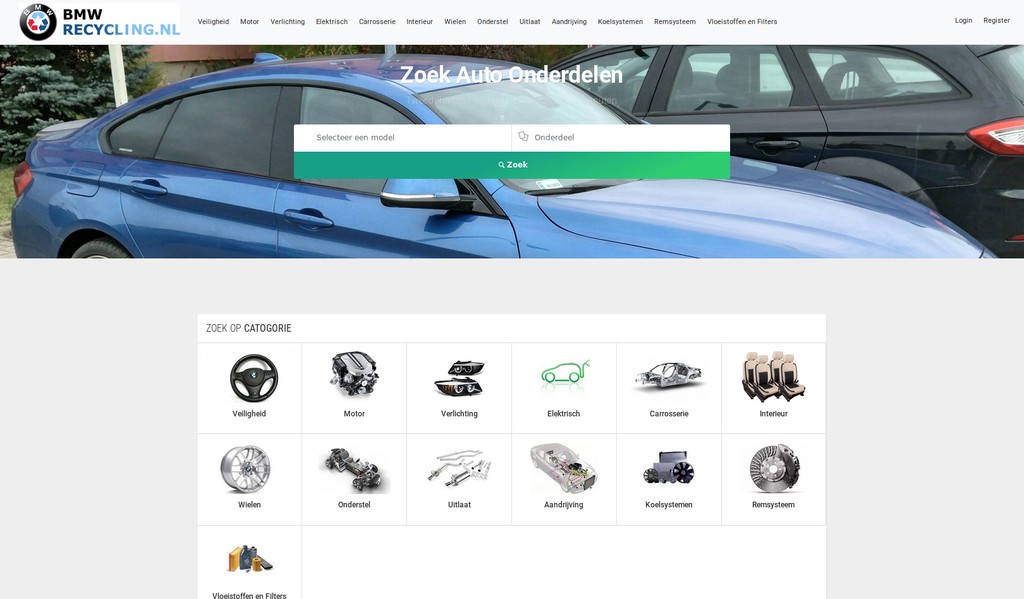 BMW
BMW
RECYCLING.NL
Veiligheid Motor Verlichting Elektrisch Carrosserie Interieur Wielen Onderstel Uitlaat Aandrijving Koelsystemen Remsysteem Vloeistoffen en Filters
Login Register
Zoek Auto Onderdelen
Selecteer een model
Onderdeel
Zoek
ZOEK OP CATOGORIE
Veiligheid Motor Verlichting Elektrisch Carrosserie Interieur
Wielen Onderstel Uitlaat Aandrijving Koelsystemen Remsysteem
Vloeistoffen en Filters